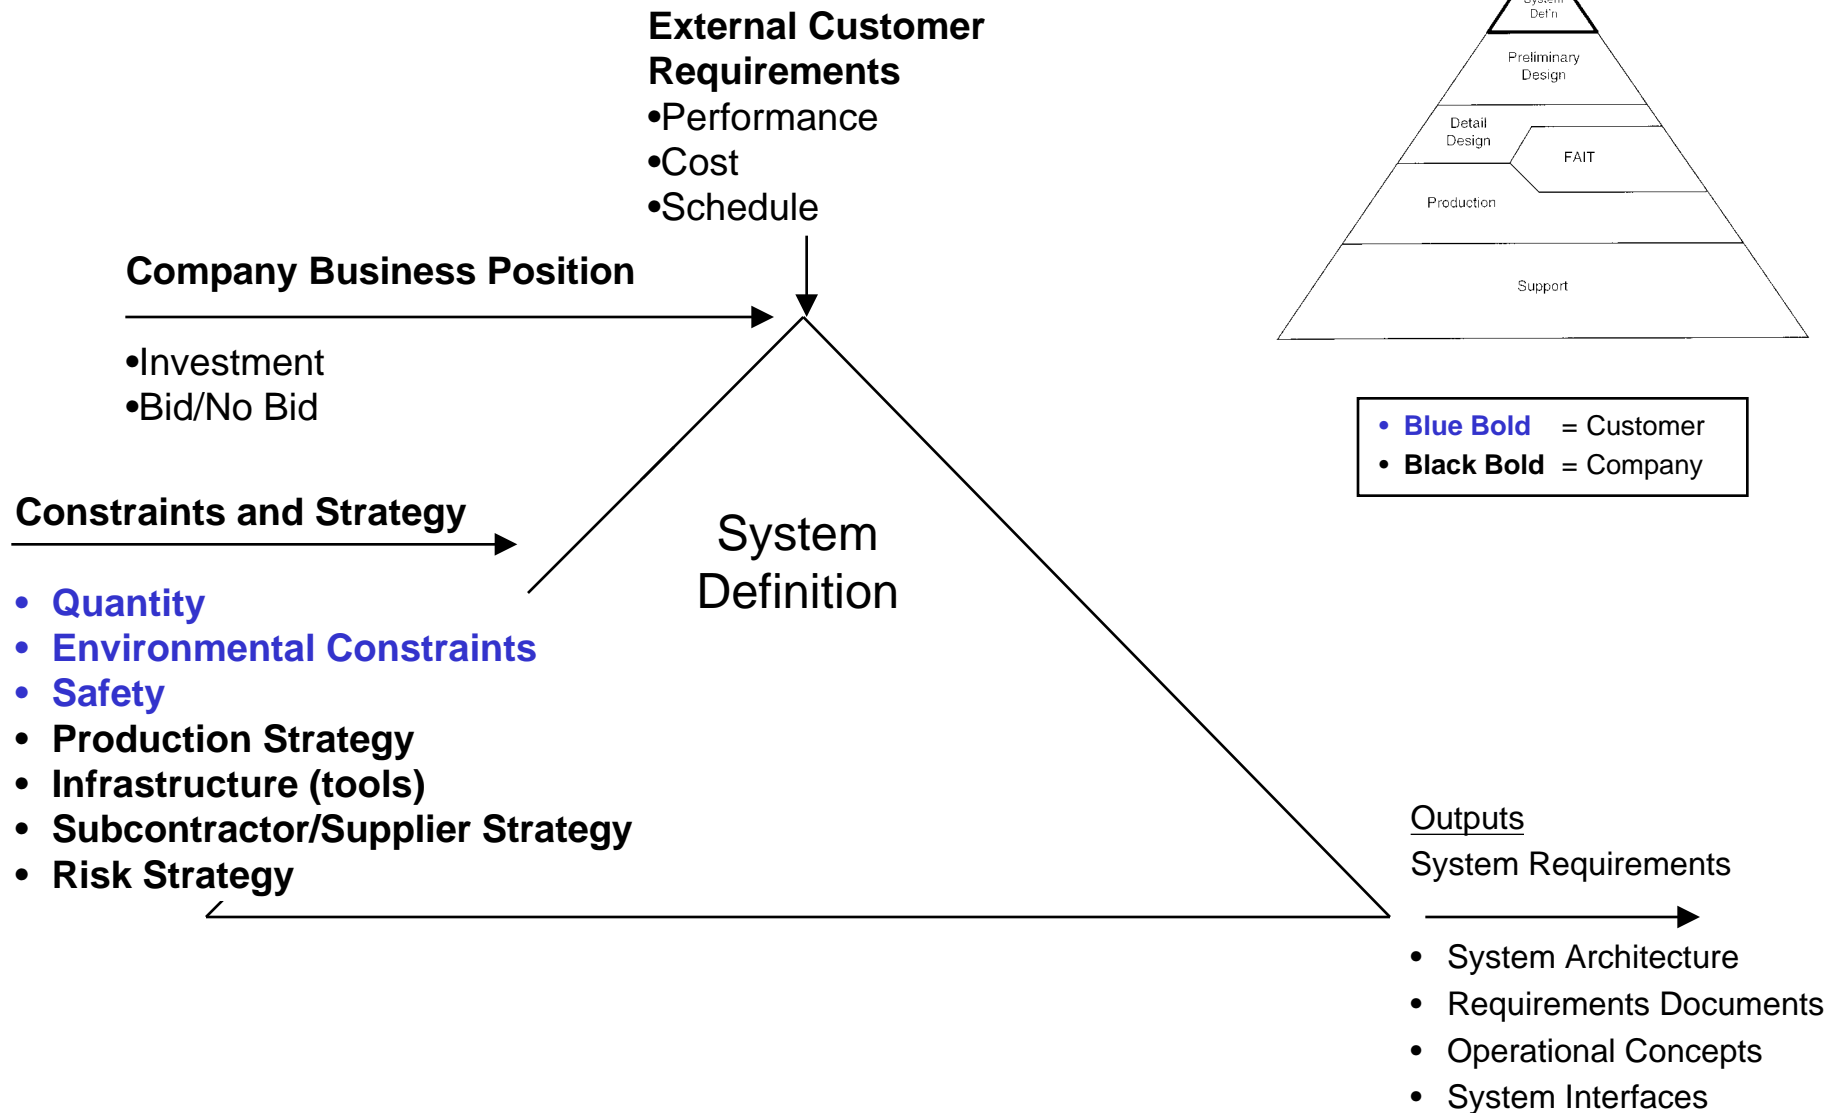 External Customer
Requirements
•Performance
•Cost
•Schedule
Company Business Position
•Investment
•Bid/No Bid
Constraints and Strategy
• Quantity
• Environmental Constraints
• Safety
• Production Strategy
• Infrastructure (tools)
• Subcontractor/Supplier Strategy
• Risk Strategy
System
Definition
System
Def'n
Preliminary
Design
Detail
Design
FAIT
Production
Support
• Blue Bold = Customer
• Black Bold = Company
Outputs
System Requirements
• System Architecture
• Requirements Documents
• Operational Concepts
• System Interfaces